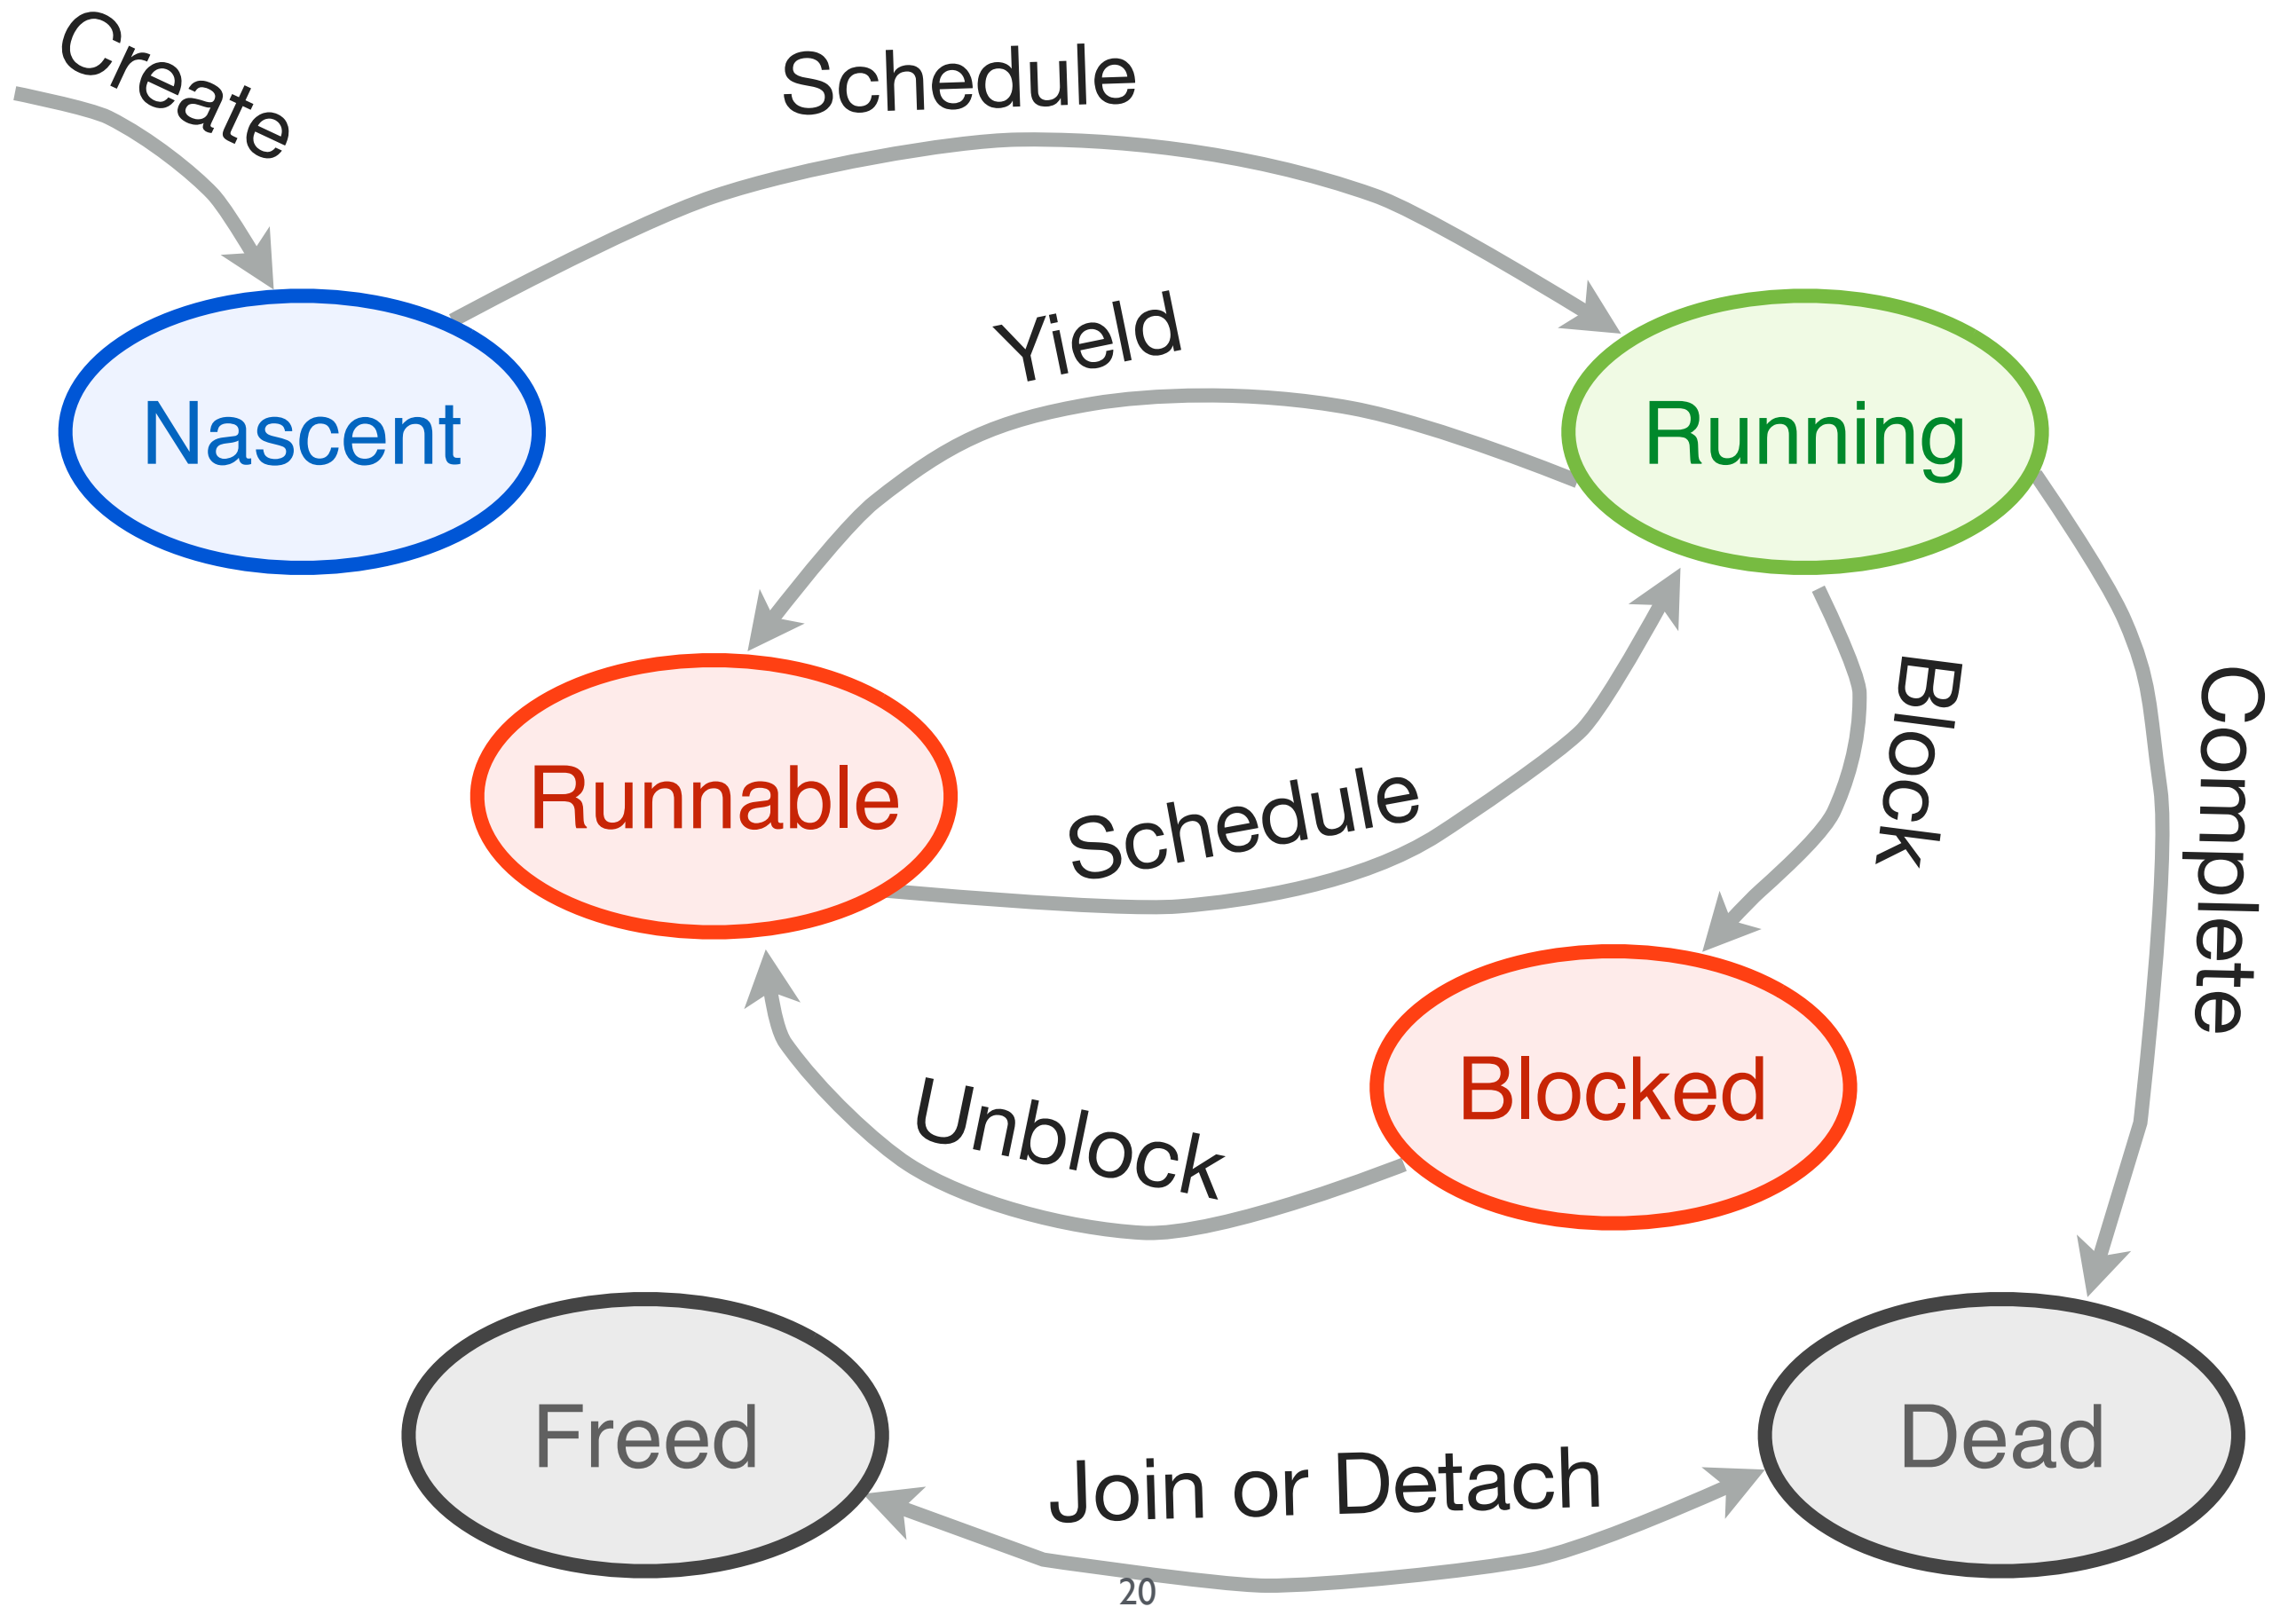 Create
Schedule
Yield
Nascent
Running
Block
Complete
Runnable
Schedule
Blocked
Unblock
Freed
Dead
Join or Detach
20